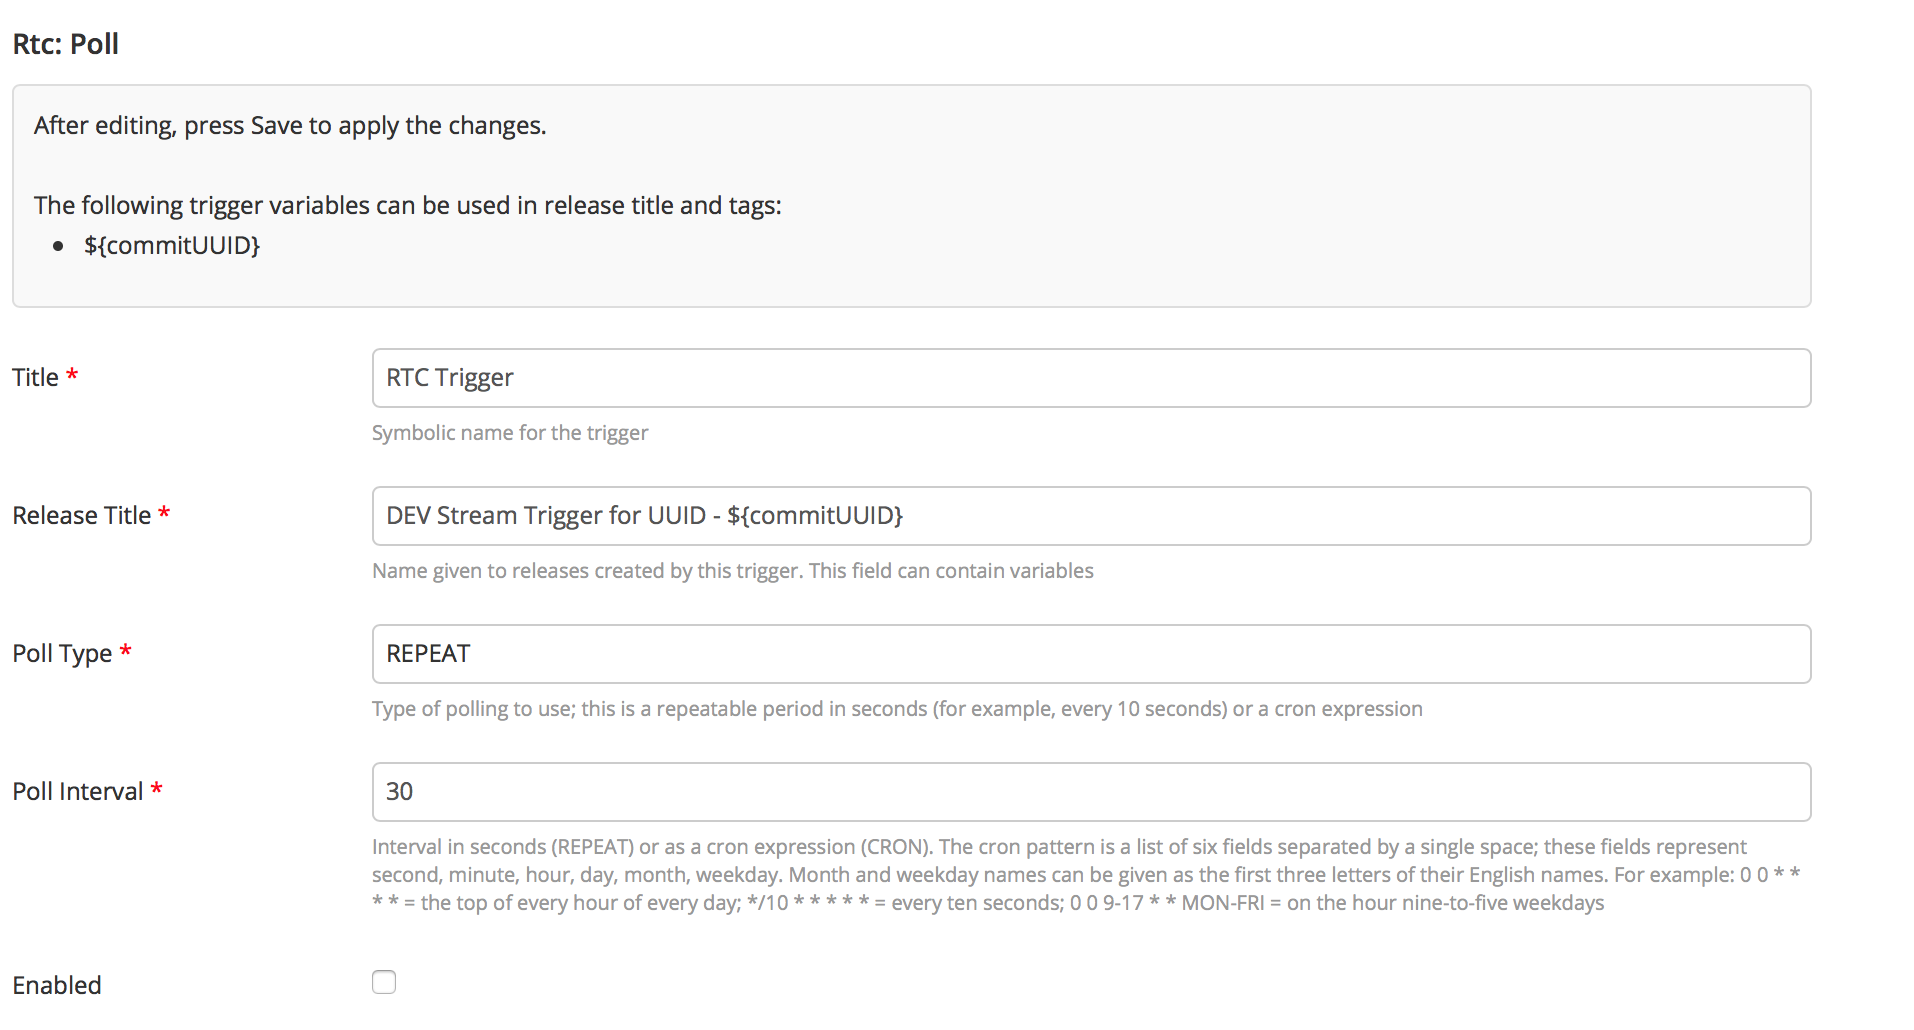 Rtc: Poll
After editing, press Save to apply the changes.
The following trigger variables can be used in release title and tags:
• ${commitUUID}
Title *
RTC Trigger
Symbolic name for the trigger
Release Title *
DEV Stream Trigger for UUID - ${commitUUID}
Name given to releases created by this trigger. This field can contain variables
Poll Type *
REPEAT
Type of polling to use; this is a repeatable period in seconds (for example, every 10 seconds) or a cron expression
Poll Interval *
30
Interval in seconds (REPEAT) or as a cron expression (CRON). The cron pattern is a list of six fields separated by a single space; these fields represent
second, minute, hour, day, month, weekday. Month and weekday names can be given as the first three letters of their English names. For example: 0 0 * *
* * = the top of every hour of every day; */10 * * * * * = every ten seconds; 0 0 9-17 * * MON-FRI = on the hour nine-to-five weekdays
Enabled